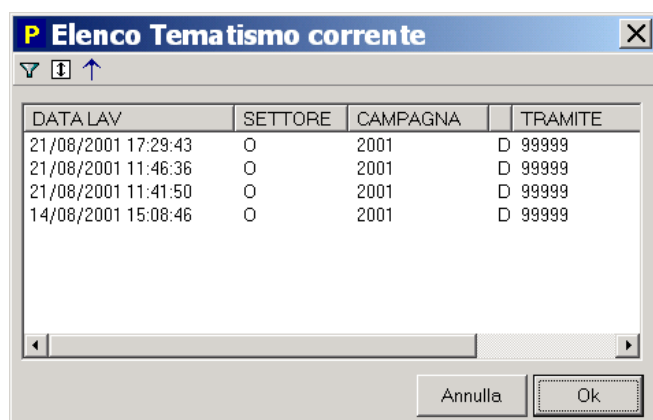 P Elenco Tematismo corrente
DATA LAV SETTORE CAMPAGNA TRAMITE
21/08/2001 17:29:43 O 2001 D 99999
21/08/2001 11:46:36 O 2001 D 99999
21/08/2001 11:41:50 O 2001 D 99999
14/08/2001 15:08:46 O 2001 D 99999
Annulla Ok